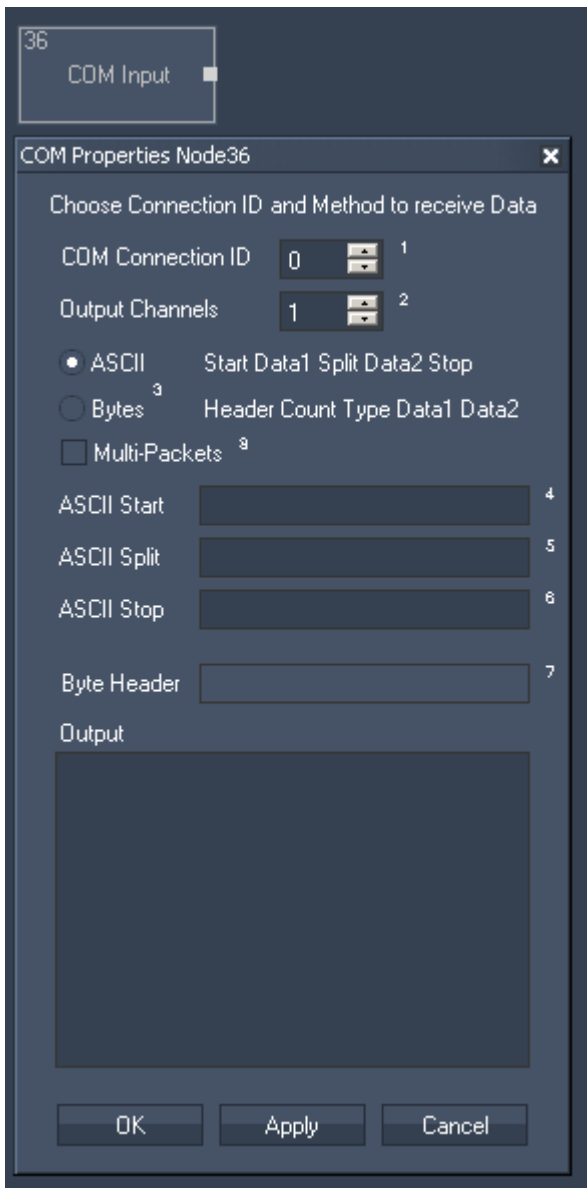 36
COM Input
COM Properties Node36
Choose Connection ID and Method to receive Data
COM Connection ID 0 1
Output Channels 1 2
ASCII Start Data1 Split Data2 Stop
Bytes 3 Header Count Type Data1 Data2
Multi-Packets 9
ASCII Start 4
ASCII Split 5
ASCII Stop 6
Byte Header 7
Output
OK Apply Cancel